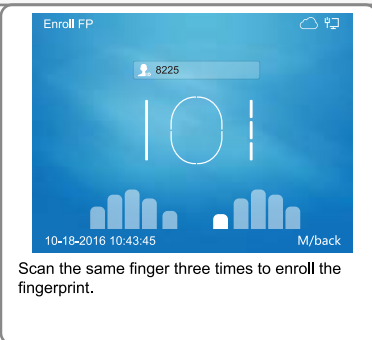 Enroll FP
8225
10-18-2016 10:43:45 M/back
Scan the same finger three times to enroll the
fingerprint.